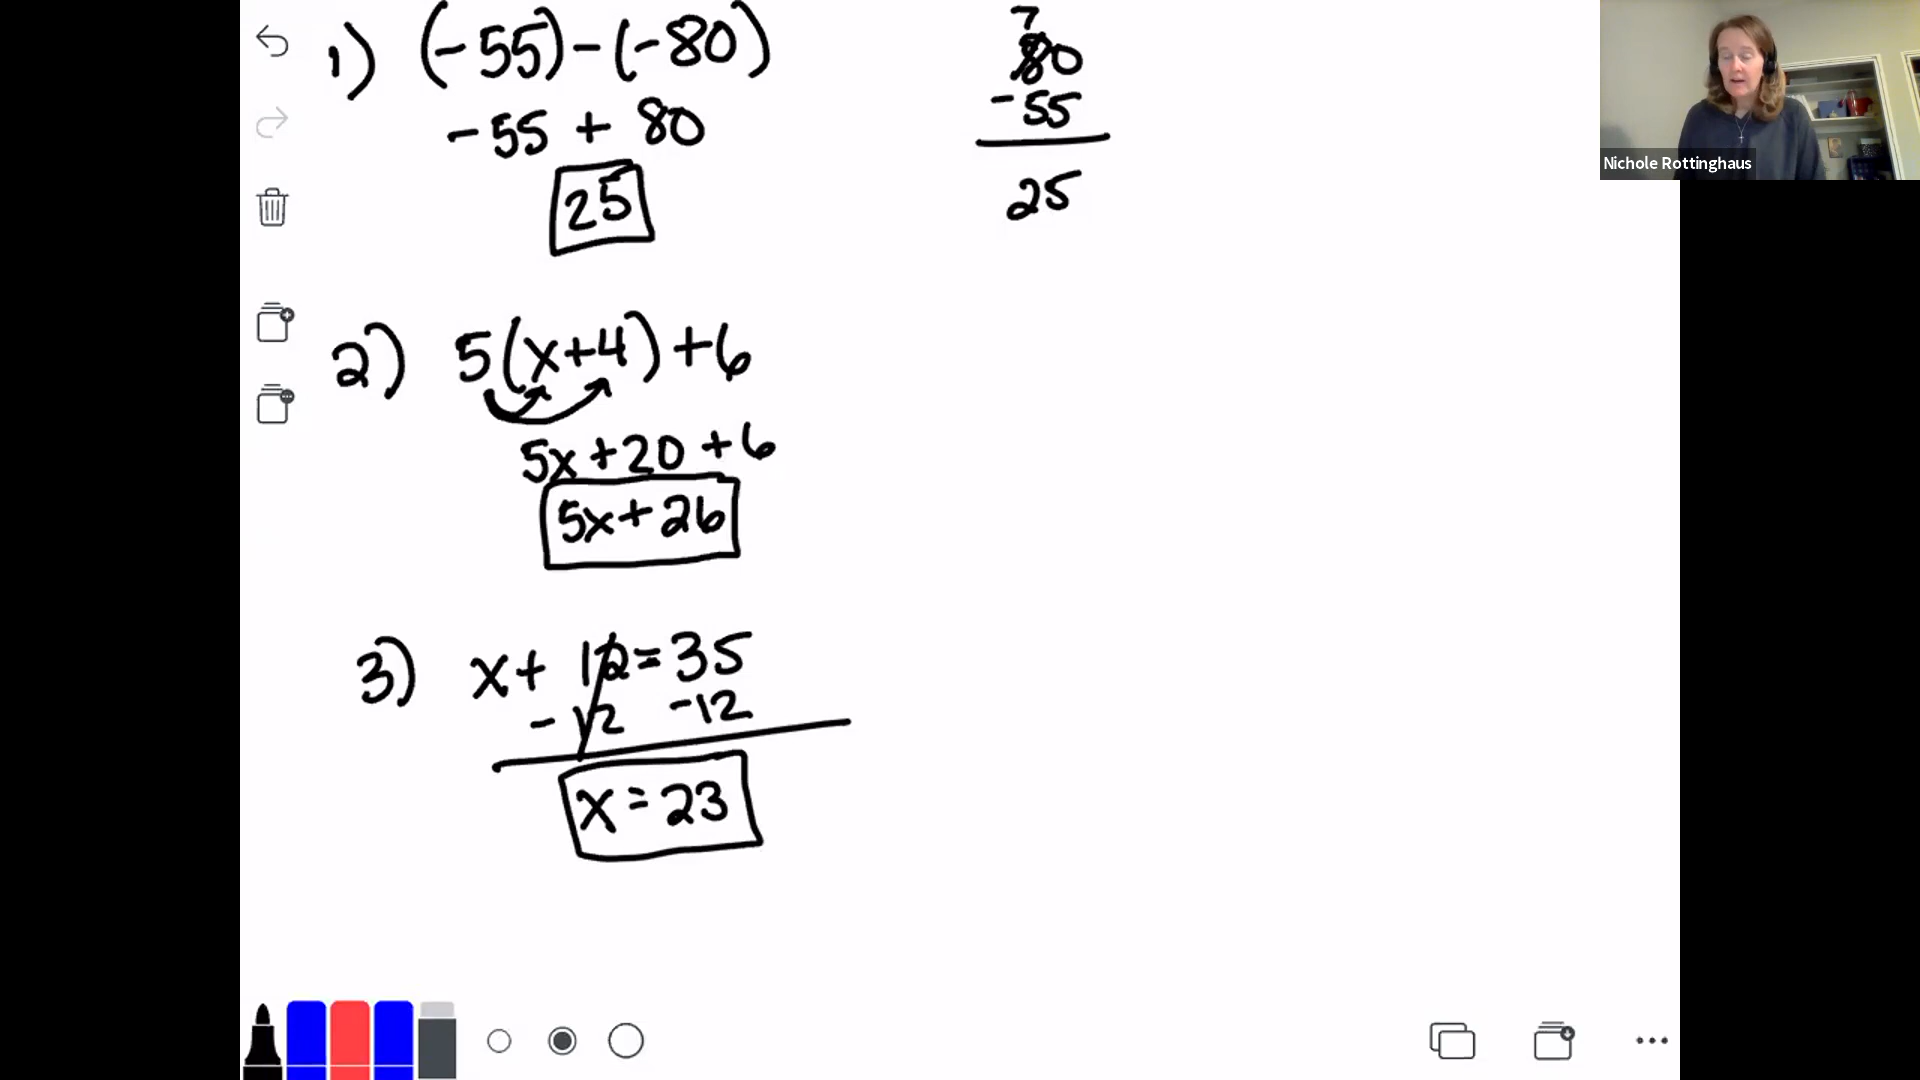 1) (-55)-(-80)
-55 + 80
25
7
80
-55
25
2) 5(x+4)+6
5x+20+6
5x+26
3) x+ 12=35
-12 -12
x=23
Nichole Rottinghaus